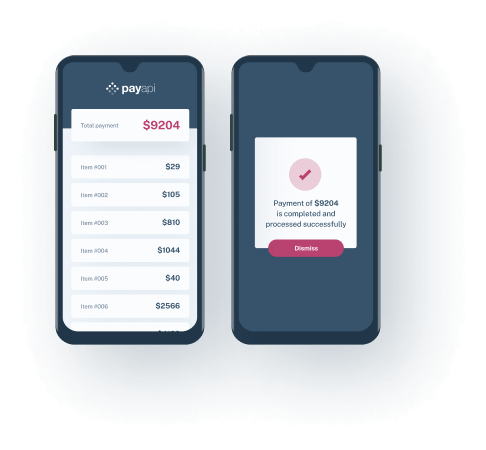 payapi
Total payment $9204
Item #001 $29
Item #002 $105
Item #003 $810
Item #004 $1044
Item #005 $40
Item #006 $2566
Payment of $9204
is completed and
processed successfully
Dismiss